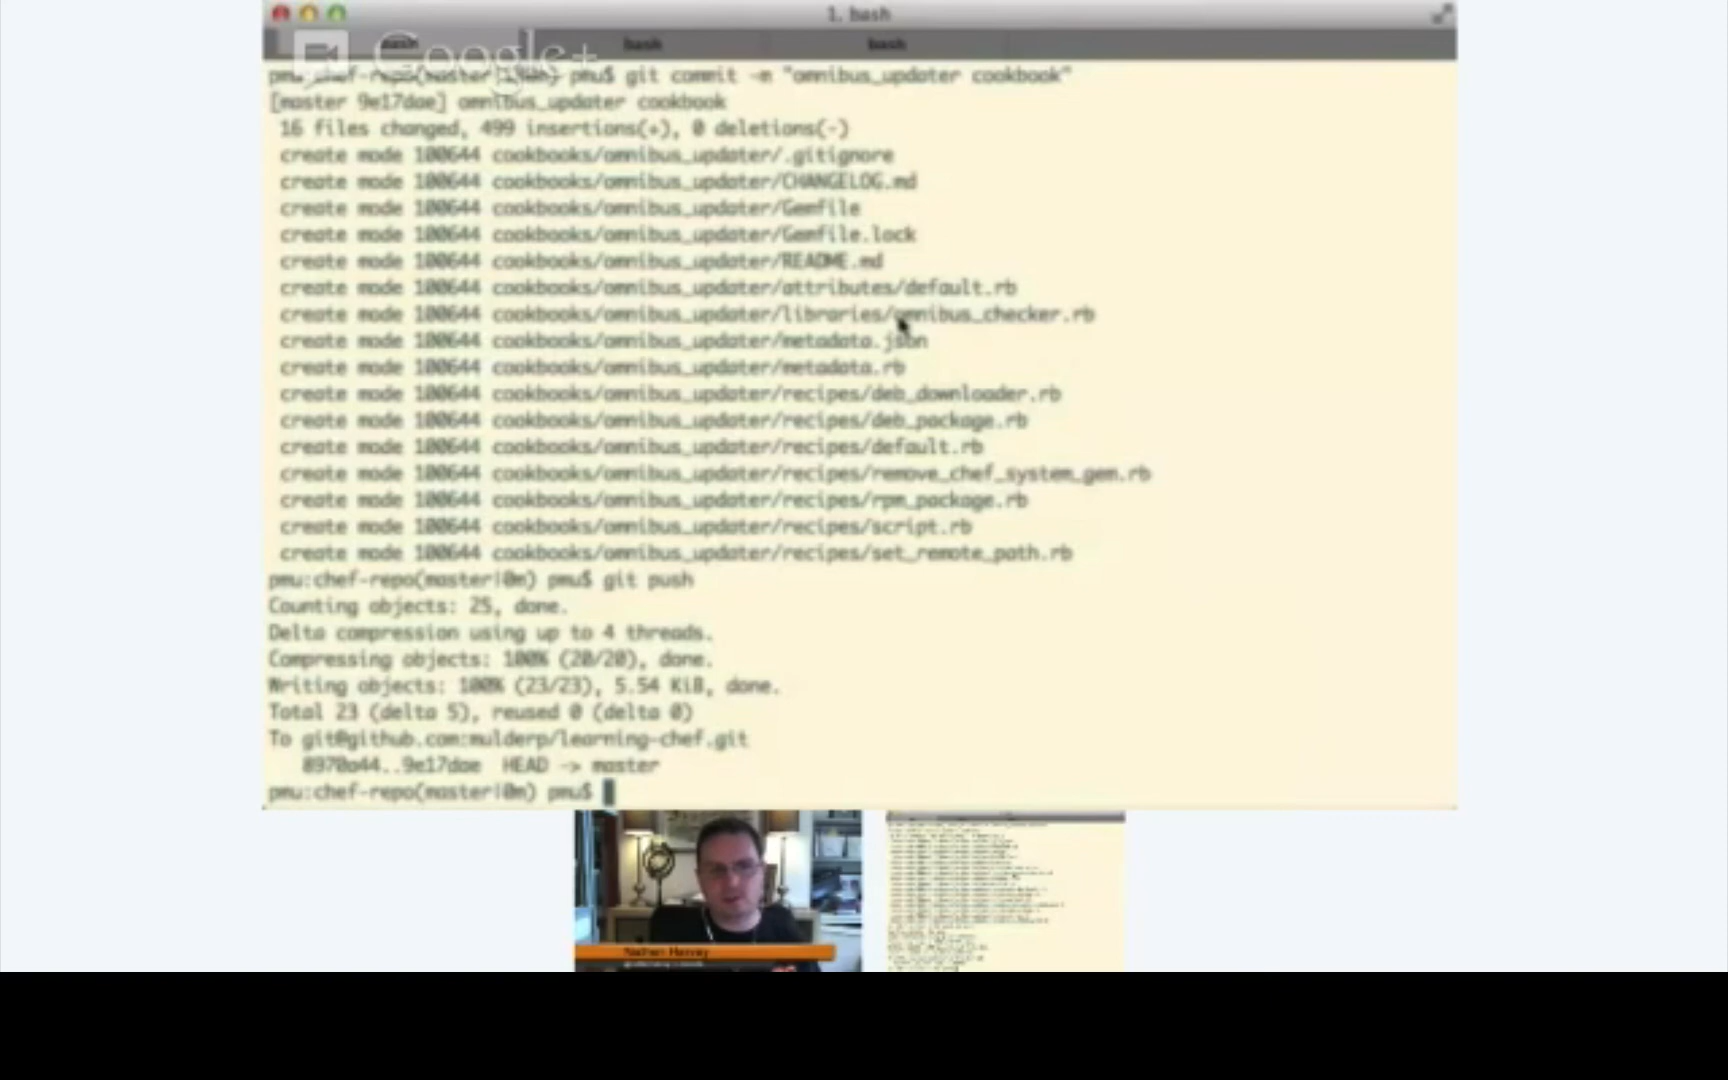 1. bash
bash bash bash
Google+
pmu:chef-repo(master|19m) pmu$ git commit -m "omnibus_updater cookbook"
[master 9e17dae] omnibus_updater cookbook
16 files changed, 499 insertions(+), 0 deletions(-)
create mode 100644 cookbooks/omnibus_updater/.gitignore
create mode 100644 cookbooks/omnibus_updater/CHANGELOG.md
create mode 100644 cookbooks/omnibus_updater/Gemfile
create mode 100644 cookbooks/omnibus_updater/Gemfile.lock
create mode 100644 cookbooks/omnibus_updater/README.md
create mode 100644 cookbooks/omnibus_updater/attributes/default.rb
create mode 100644 cookbooks/omnibus_updater/libraries/omnibus_checker.rb
create mode 100644 cookbooks/omnibus_updater/metadata.json
create mode 100644 cookbooks/omnibus_updater/metadata.rb
create mode 100644 cookbooks/omnibus_updater/recipes/deb_downloader.rb
create mode 100644 cookbooks/omnibus_updater/recipes/deb_package.rb
create mode 100644 cookbooks/omnibus_updater/recipes/default.rb
create mode 100644 cookbooks/omnibus_updater/recipes/remove_chef_system_gem.rb
create mode 100644 cookbooks/omnibus_updater/recipes/rpm_package.rb
create mode 100644 cookbooks/omnibus_updater/recipes/script.rb
create mode 100644 cookbooks/omnibus_updater/recipes/set_remote_path.rb
pmu:chef-repo(master|0m) pmu$ git push
Counting objects: 25, done.
Delta compression using up to 4 threads.
Compressing objects: 100% (20/20), done.
Writing objects: 100% (23/23), 5.54 KiB, done.
Total 23 (delta 5), reused 0 (delta 0)
To git@github.com:mulderp/learning-chef.git
8970a44..9e17dae HEAD -> master
pmu:chef-repo(master|0m) pmu$
Nathen Harvey